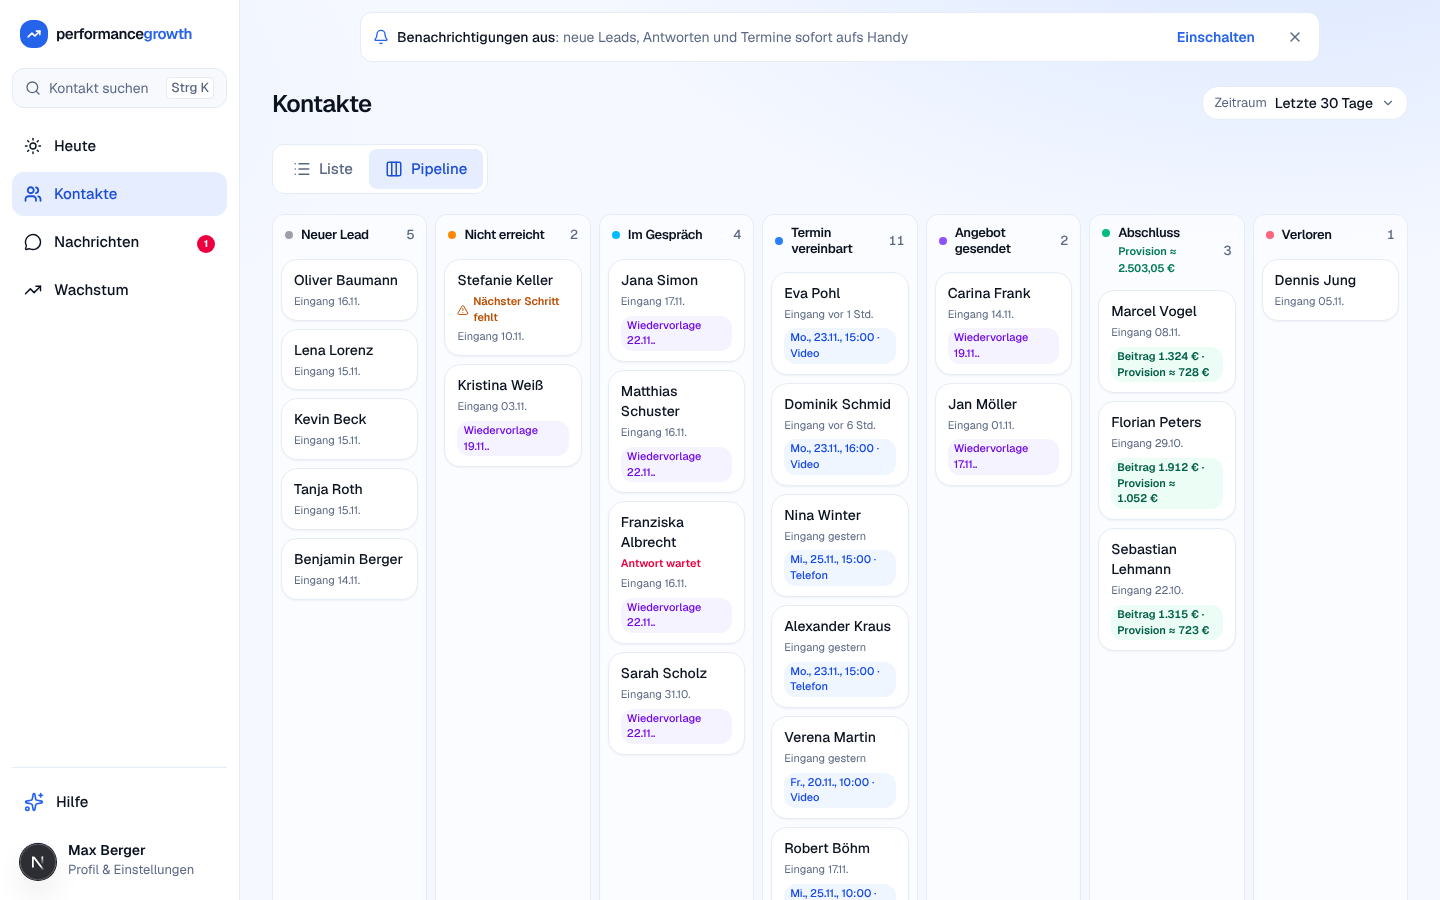 performancegrowth
Kontakt suchen
Strg K
Heute
Kontakte
Nachrichten
1
Wachstum
Hilfe
N
Max Berger
Profil & Einstellungen
Benachrichtigungen aus: neue Leads, Antworten und Termine sofort aufs Handy
Einschalten
Kontakte
Zeitraum Letzte 30 Tage
Liste
Pipeline
Neuer Lead 5
Oliver Baumann
Eingang 16.11.
Lena Lorenz
Eingang 15.11.
Kevin Beck
Eingang 15.11.
Tanja Roth
Eingang 15.11.
Benjamin Berger
Eingang 14.11.
Nicht erreicht 2
Stefanie Keller
Nächster Schritt
fehlt
Eingang 10.11.
Kristina Weiß
Eingang 03.11.
Wiedervorlage
19.11..
Im Gespräch 4
Jana Simon
Eingang 17.11.
Wiedervorlage
22.11..
Matthias
Schuster
Eingang 16.11.
Wiedervorlage
22.11..
Franziska
Albrecht
Antwort wartet
Eingang 16.11.
Wiedervorlage
22.11..
Sarah Scholz
Eingang 31.10.
Wiedervorlage
22.11..
Termin
vereinbart
11
Eva Pohl
Eingang vor 1 Std.
Mo., 23.11., 15:00 ·
Video
Dominik Schmid
Eingang vor 6 Std.
Mo., 23.11., 16:00 ·
Video
Nina Winter
Eingang gestern
Mi., 25.11., 15:00 ·
Telefon
Alexander Kraus
Eingang gestern
Mo., 23.11., 15:00 ·
Telefon
Verena Martin
Eingang gestern
Fr., 20.11., 10:00 ·
Video
Robert Böhm
Eingang 17.11.
Mi., 25.11., 10:00 ·
Angebot
gesendet
2
Carina Frank
Eingang 14.11.
Wiedervorlage
19.11..
Jan Möller
Eingang 01.11.
Wiedervorlage
17.11..
Abschluss
Provision ≈
2.503,05 €
3
Marcel Vogel
Eingang 08.11.
Beitrag 1.324 € ·
Provision ≈ 728 €
Florian Peters
Eingang 29.10.
Beitrag 1.912 € ·
Provision ≈
1.052 €
Sebastian
Lehmann
Eingang 22.10.
Beitrag 1.315 € ·
Provision ≈ 723 €
Verloren 1
Dennis Jung
Eingang 05.11.